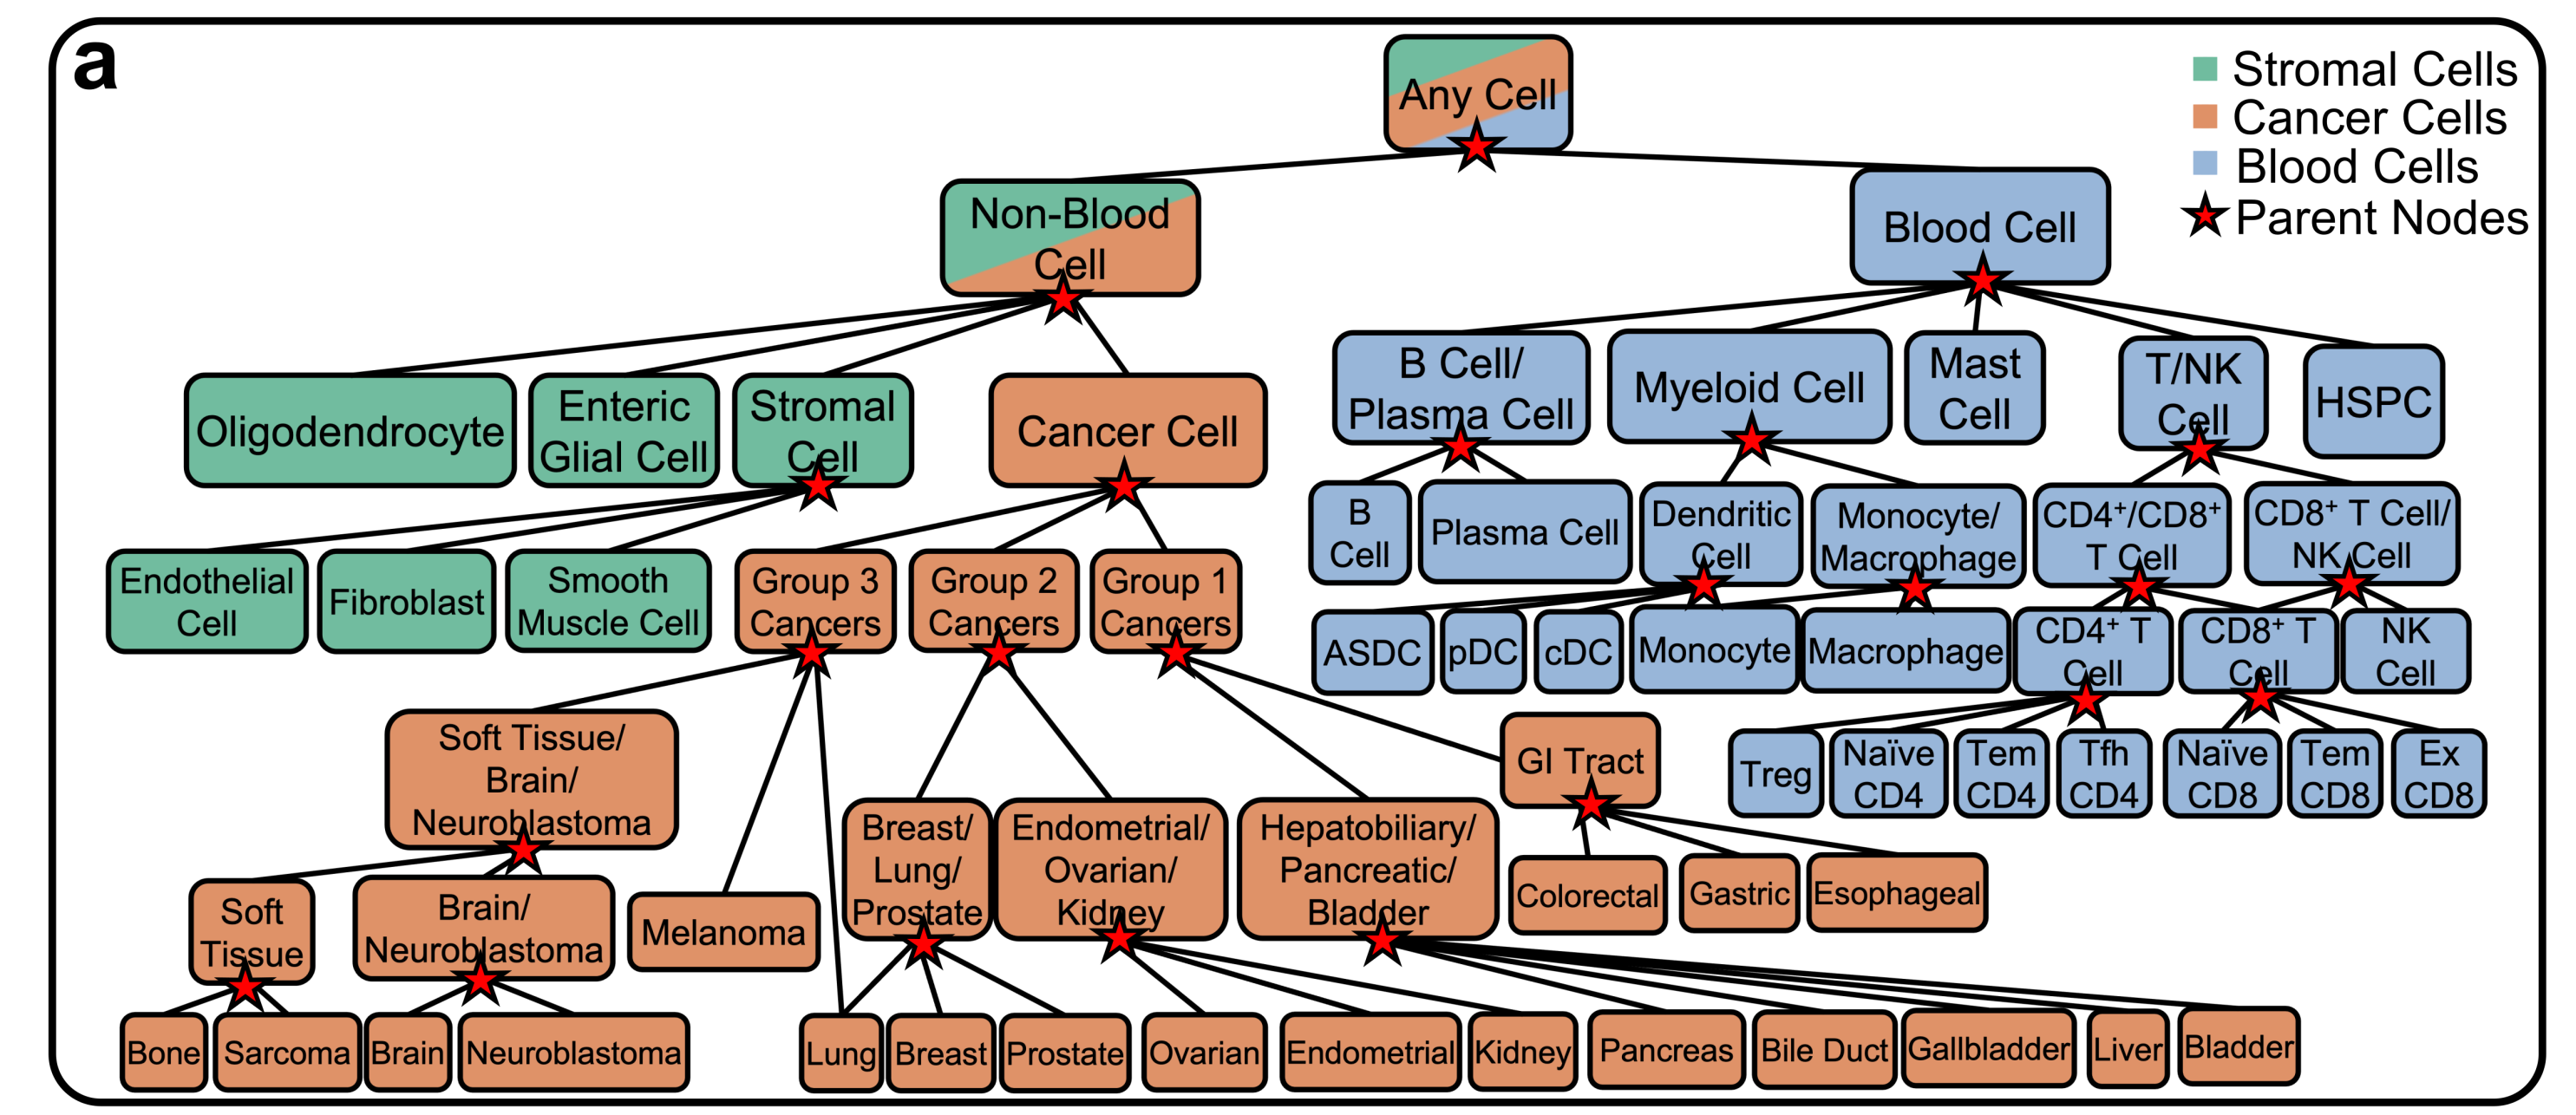 a
Any Cell
Stromal Cells
Cancer Cells
Blood Cells
Parent Nodes
Non-Blood
Cell
Blood Cell
Oligodendrocyte
Enteric
Glial Cell
Stromal
Cell
Cancer Cell
B Cell/
Plasma Cell
Myeloid Cell
Mast
Cell
T/NK
Cell
HSPC
Endothelial
Cell
Fibroblast
Smooth
Muscle Cell
Group 3
Cancers
Group 2
Cancers
Group 1
Cancers
B
Cell
Plasma Cell
Dendritic
Cell
Monocyte/
Macrophage
CD4⁺/CD8⁺
T Cell
CD8⁺ T Cell/
NK Cell
ASDC
pDC
cDC
Monocyte
Macrophage
CD4⁺ T
Cell
CD8⁺ T
Cell
NK
Cell
Treg
Naïve
CD4
Tem
CD4
Tfh
CD4
Naïve
CD8
Tem
CD8
Ex
CD8
Soft Tissue/
Brain/
Neuroblastoma
GI Tract
Breast/
Lung/
Prostate
Endometrial/
Ovarian/
Kidney
Hepatobiliary/
Pancreatic/
Bladder
Colorectal
Gastric
Esophageal
Soft
Tissue
Brain/
Neuroblastoma
Melanoma
Bone
Sarcoma
Brain
Neuroblastoma
Lung
Breast
Prostate
Ovarian
Endometrial
Kidney
Pancreas
Bile Duct
Gallbladder
Liver
Bladder